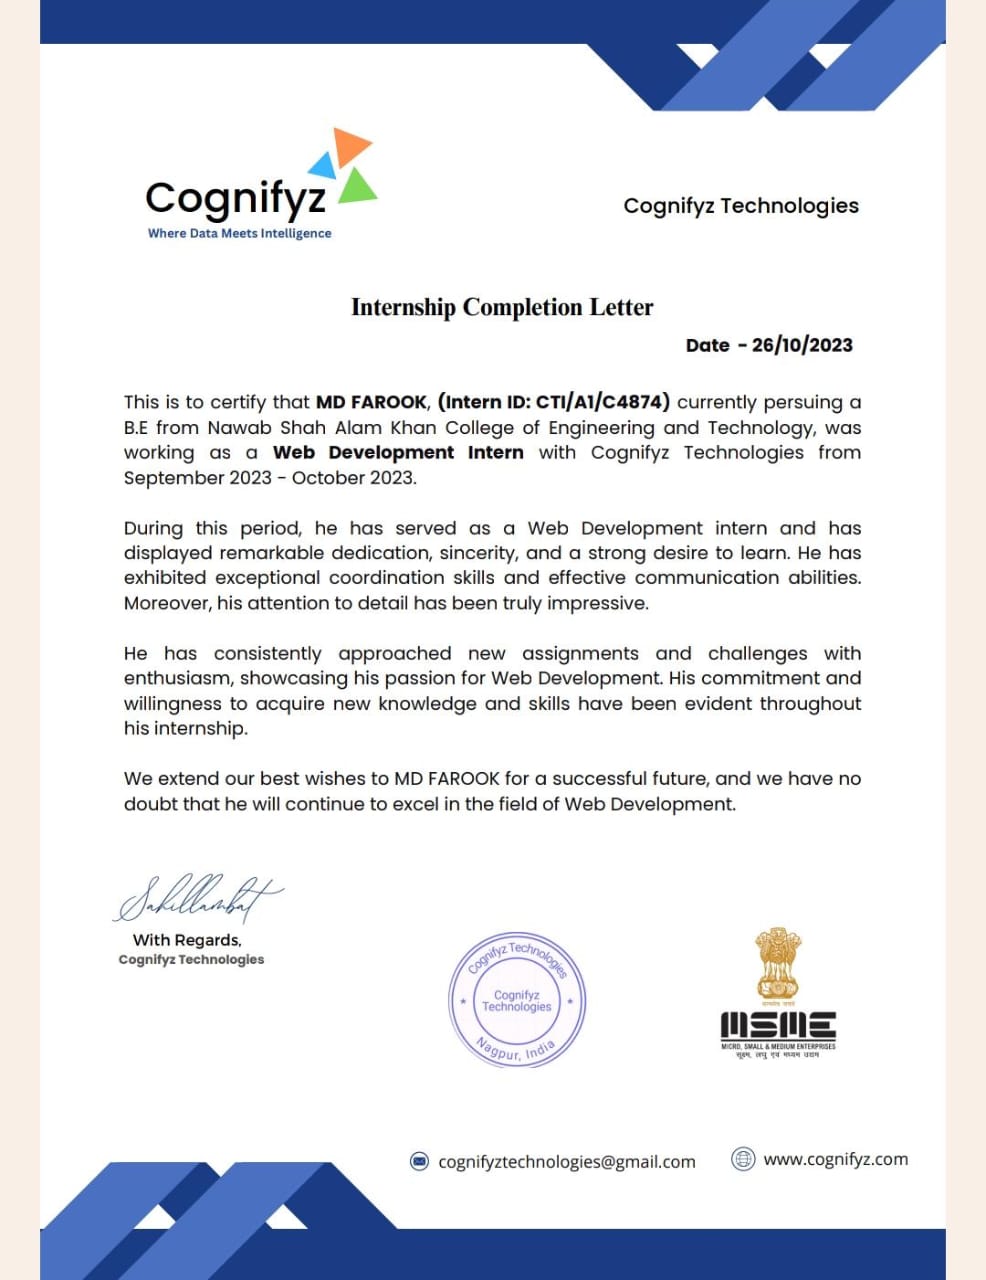 Cognifyz
Where Data Meets Intelligence
Cognifyz Technologies
Internship Completion Letter
Date - 26/10/2023
This is to certify that MD FAROOK, (Intern ID: CTI/A1/C4874) currently persuing a
B.E from Nawab Shah Alam Khan College of Engineering and Technology, was
working as a Web Development Intern with Cognifyz Technologies from
September 2023 - October 2023.
During this period, he has served as a Web Development intern and has
displayed remarkable dedication, sincerity, and a strong desire to learn. He has
exhibited exceptional coordination skills and effective communication abilities.
Moreover, his attention to detail has been truly impressive.
He has consistently approached new assignments and challenges with
enthusiasm, showcasing his passion for Web Development. His commitment and
willingness to acquire new knowledge and skills have been evident throughout
his internship.
We extend our best wishes to MD FAROOK for a successful future, and we have no
doubt that he will continue to excel in the field of Web Development.
With Regards,
Cognifyz Technologies
Cognifyz Technologies
Cognifyz
Technologies
Nagpur, India
सत्यमेव जयते
MSME
MICRO, SMALL & MEDIUM ENTERPRISES
सूक्ष्म, लघु एवं मध्यम उद्यम
cognifyztechnologies@gmail.com
www.cognifyz.com